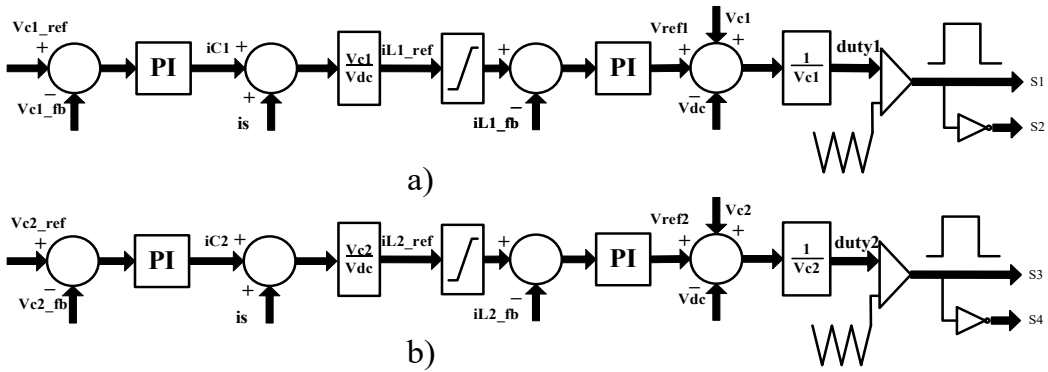 Vc1_ref
+
−
Vc1_fb
PI
iC1
+
+
is
Vc1
Vdc
iL1_ref
+
−
iL1_fb
PI
Vref1
+
Vc1
+
−
Vdc
1
Vc1
duty1
S1
S2
a)
Vc2_ref
+
−
Vc2_fb
PI
iC2
+
+
is
Vc2
Vdc
iL2_ref
+
−
iL2_fb
PI
Vref2
+
Vc2
+
−
Vdc
1
Vc2
duty2
S3
S4
b)